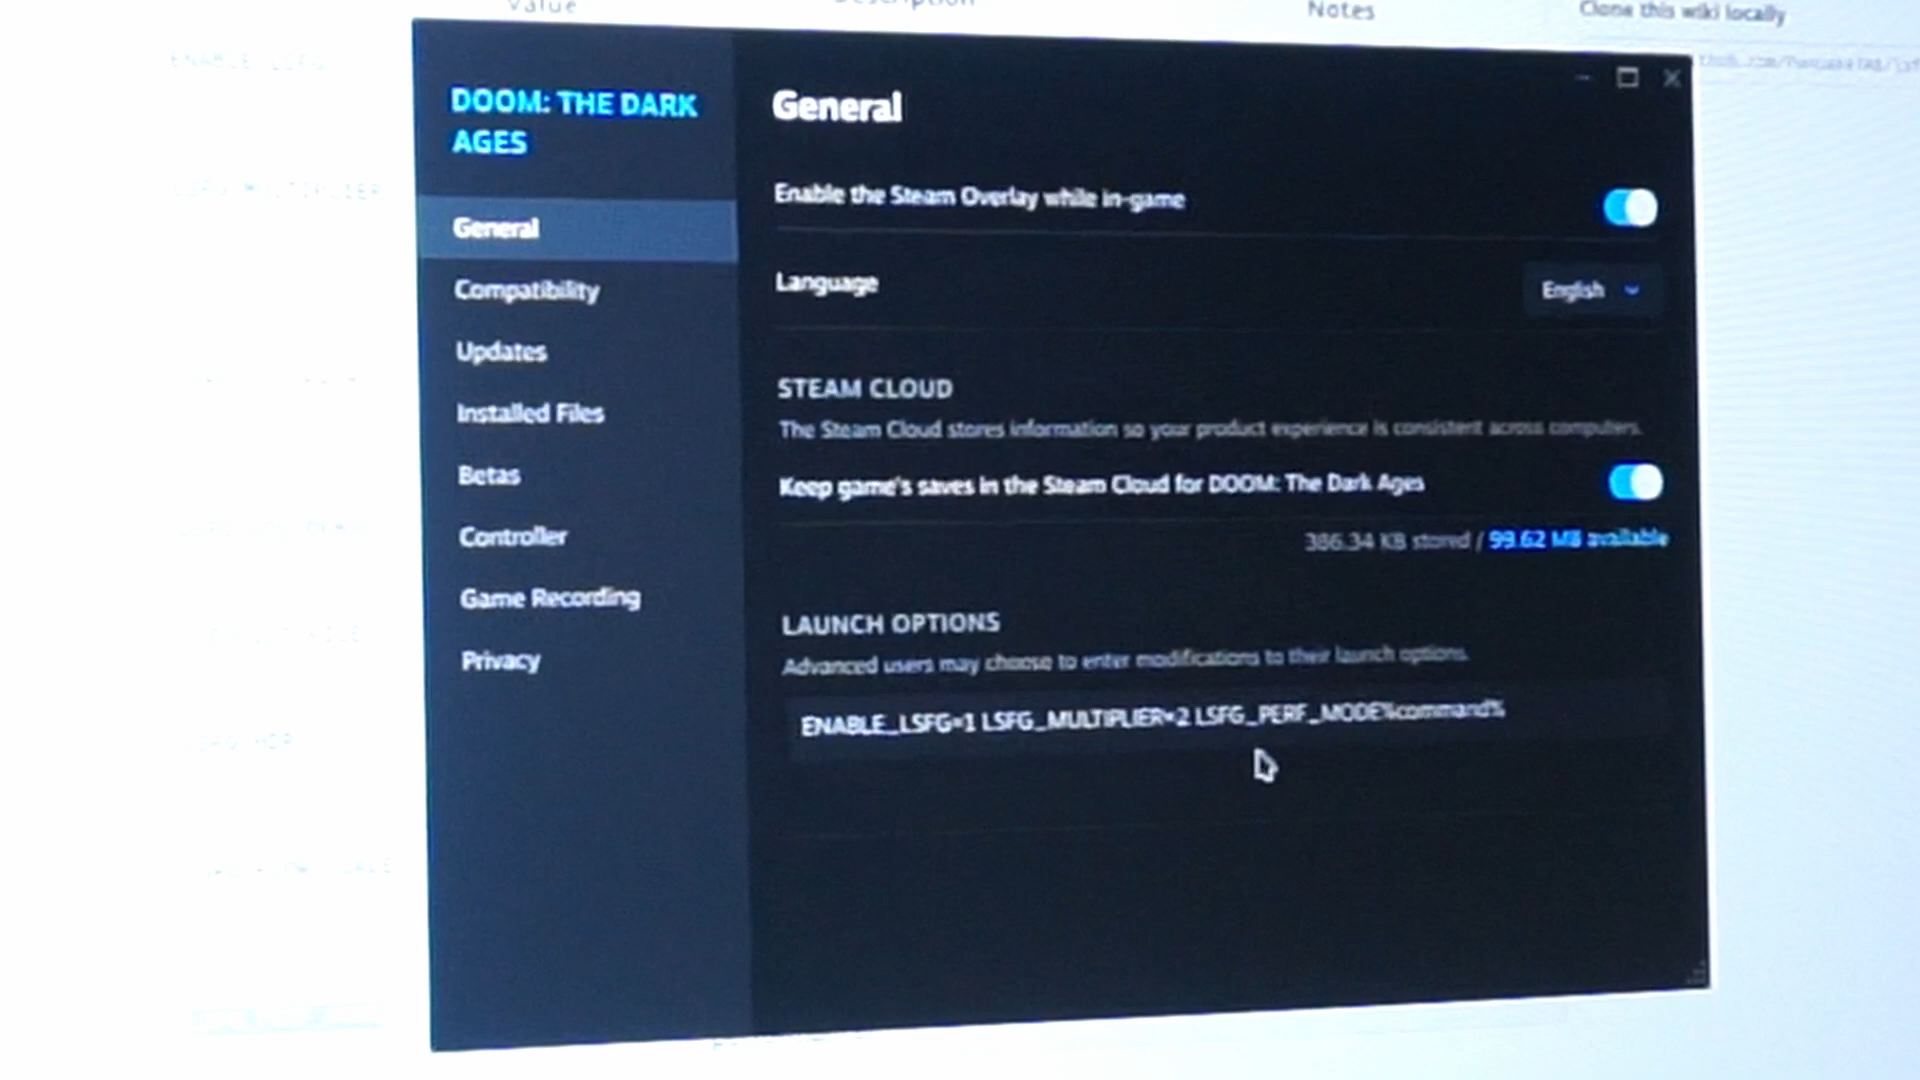 Value
Description
Notes
Clone this wiki locally
DOOM: THE DARK
AGES
General
Compatibility
Updates
Installed Files
Betas
Controller
Game Recording
Privacy
General
Enable the Steam Overlay while in-game
Language
English
STEAM CLOUD
The Steam Cloud stores information so your product experience is consistent across computers.
Keep game's saves in the Steam Cloud for DOOM: The Dark Ages
386.34 KB stored / 99.62 MB available
LAUNCH OPTIONS
Advanced users may choose to enter modifications to their launch options.
ENABLE_LSFG=1 LSFG_MULTIPLIER=2 LSFG_PERF_MODE%command%